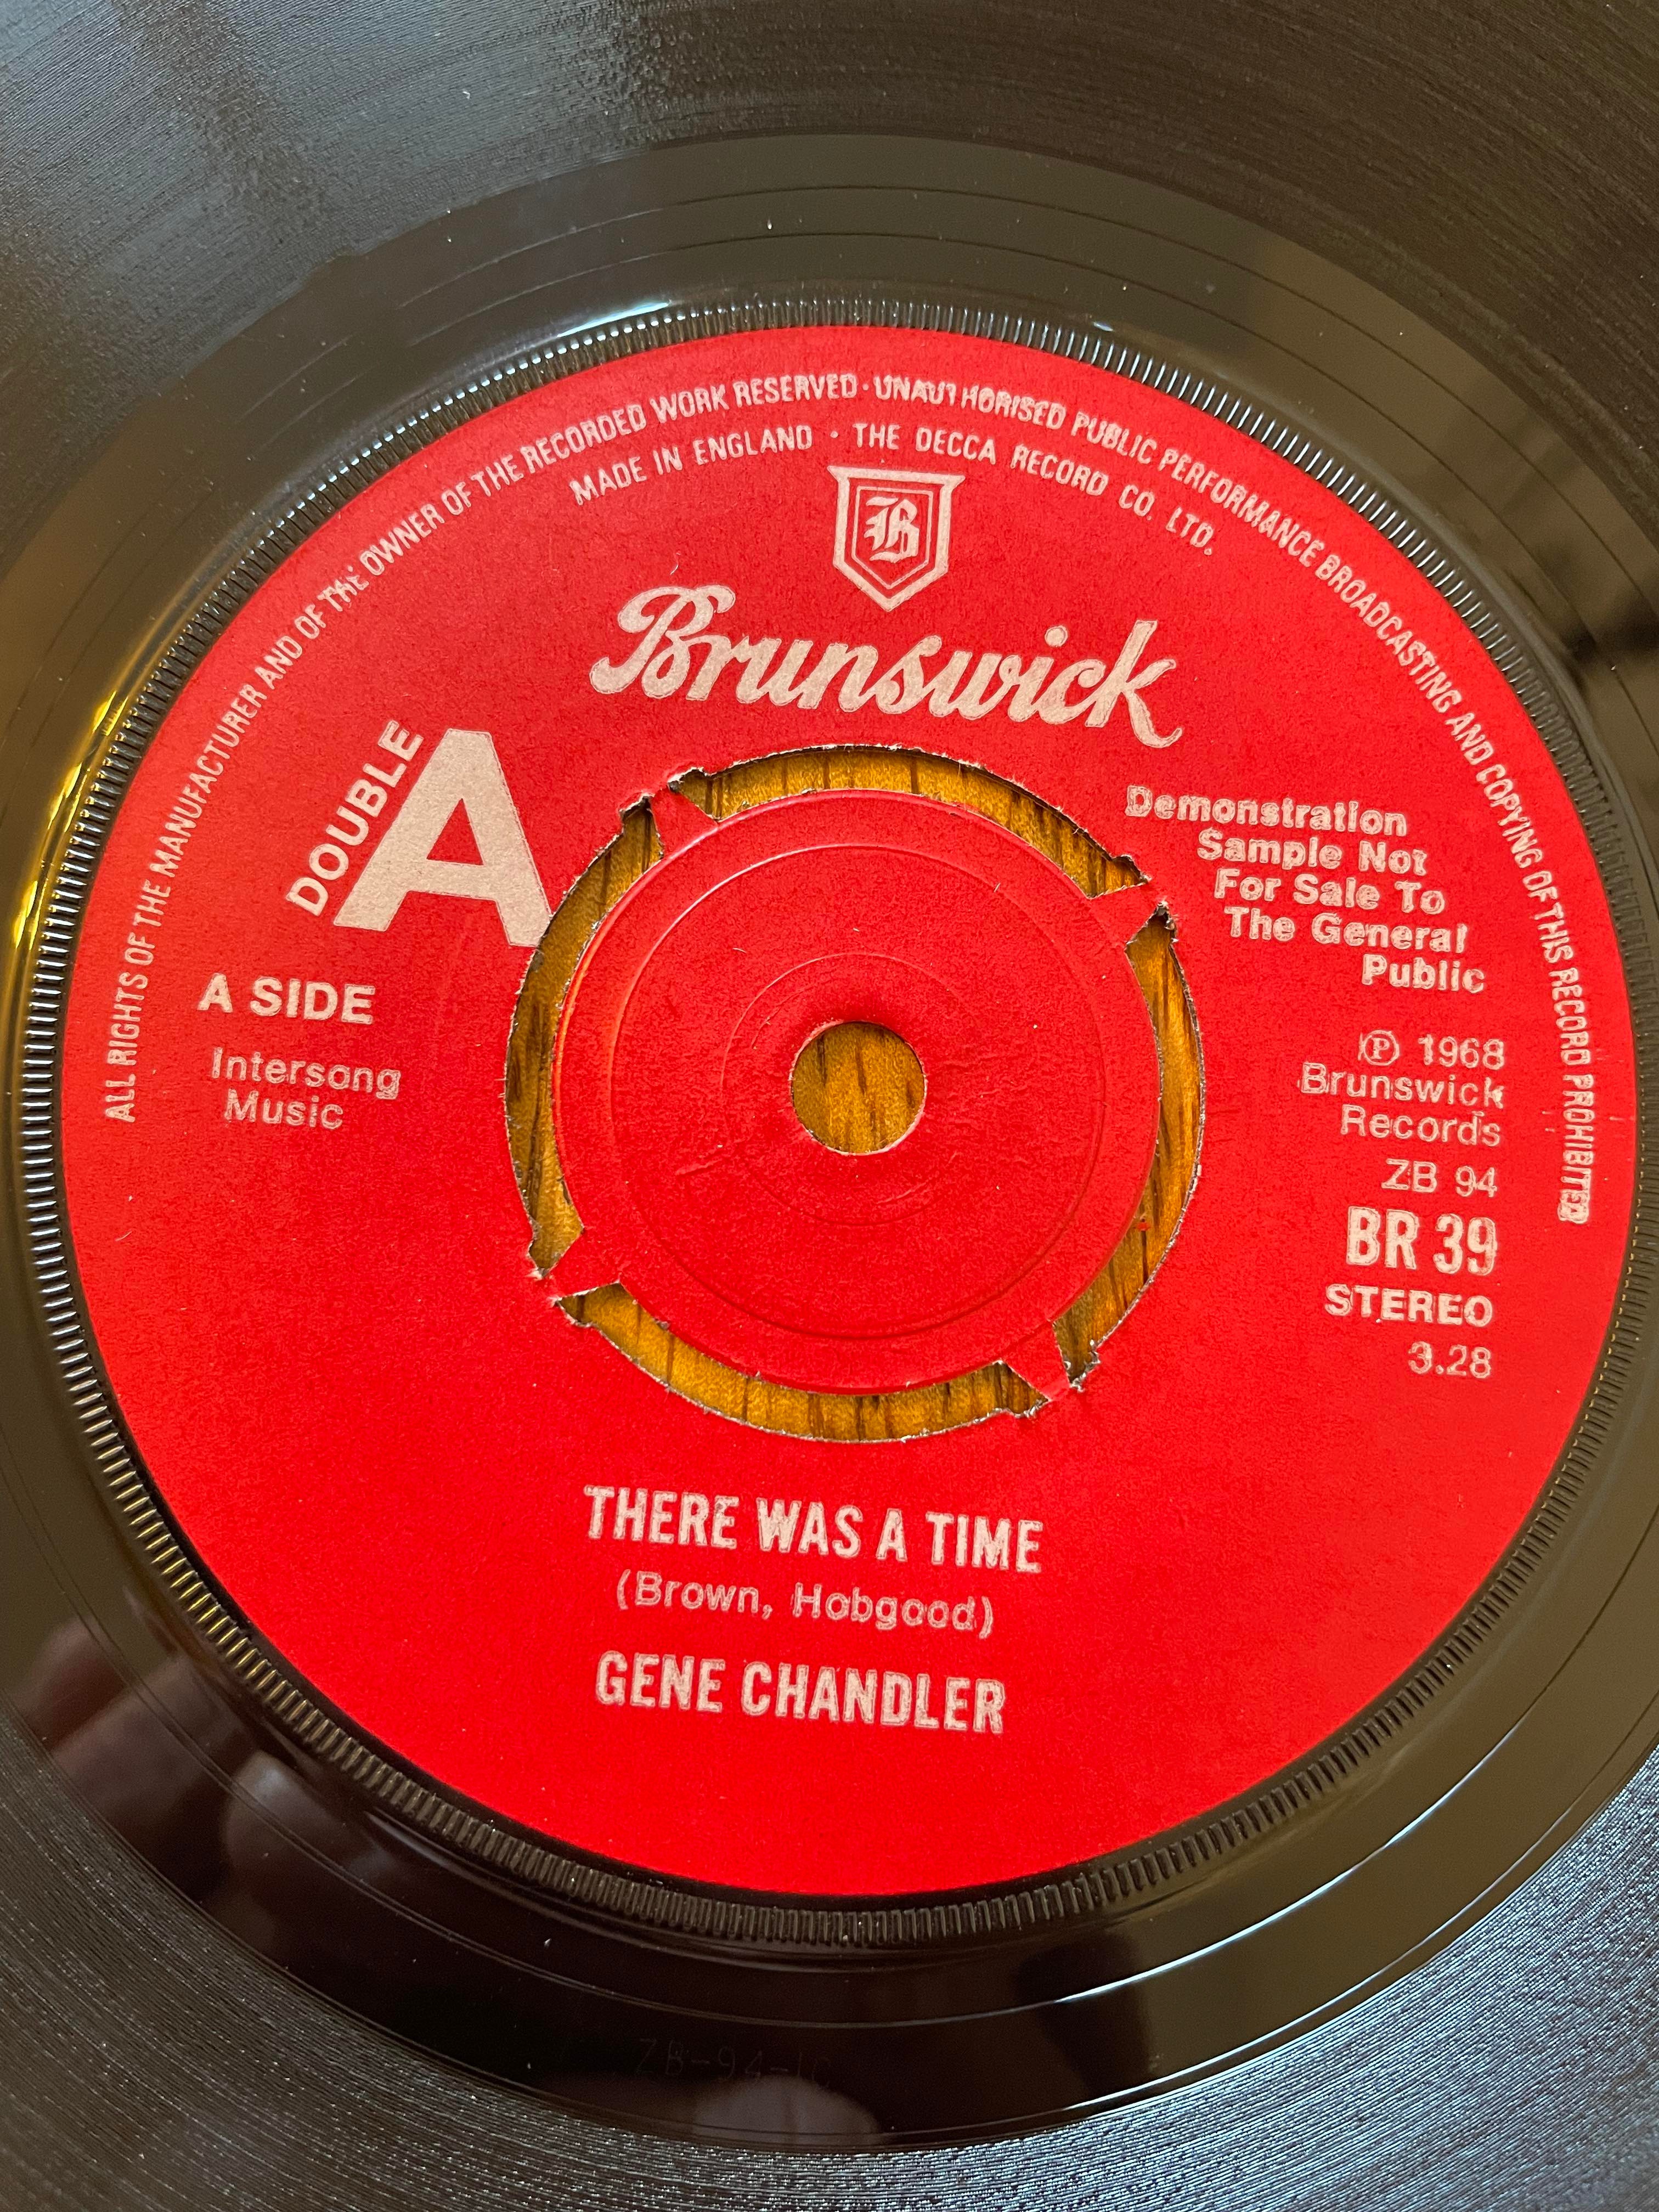 ALL RIGHTS OF THE MANUFACTURER AND OF THE OWNER OF THE RECORDED WORK RESERVED · UNAUTHORISED PUBLIC PERFORMANCE BROADCASTING AND COPYING OF THIS RECORD PROHIBITED
MADE IN ENGLAND · THE DECCA RECORD CO. LTD.
B
Brunswick
DOUBLE
A
A SIDE
Intersong
Music
Demonstration
Sample Not
For Sale To
The General
Public
℗ 1968
Brunswick
Records
ZB 94
BR 39
STEREO
3.28
THERE WAS A TIME
(Brown, Hobgood)
GENE CHANDLER
ZB-94-1C